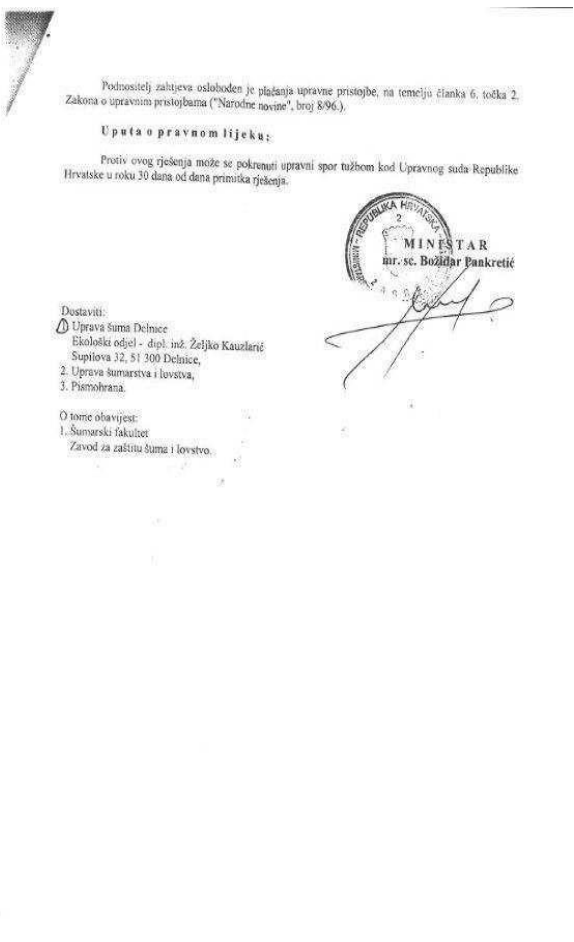 Podnositelj zahtjeva oslobođen je plaćanja upravne pristojbe, na temelju članka 6. točka 2.
Zakona o upravnim pristojbama ("Narodne novine", broj 8/96.).
Uputa o pravnom lijeku:
Protiv ovog rješenja može se pokrenuti upravni spor tužbom kod Upravnog suda Republike
Hrvatske u roku 30 dana od dana primitka rješenja.
REPUBLIKA HRVATSKA
2
MINISTAR
mr. sc. Božidar Pankretić
Dostaviti:
1 Uprava šuma Delnice
Ekološki odjel - dipl. inž. Željko Kauzlarić
Supilova 32, 51 300 Delnice,
2. Uprava šumarstva i lovstva,
3. Pismohrana.
O tome obavijest:
1. Šumarski fakultet
Zavod za zaštitu šuma i lovstvo.